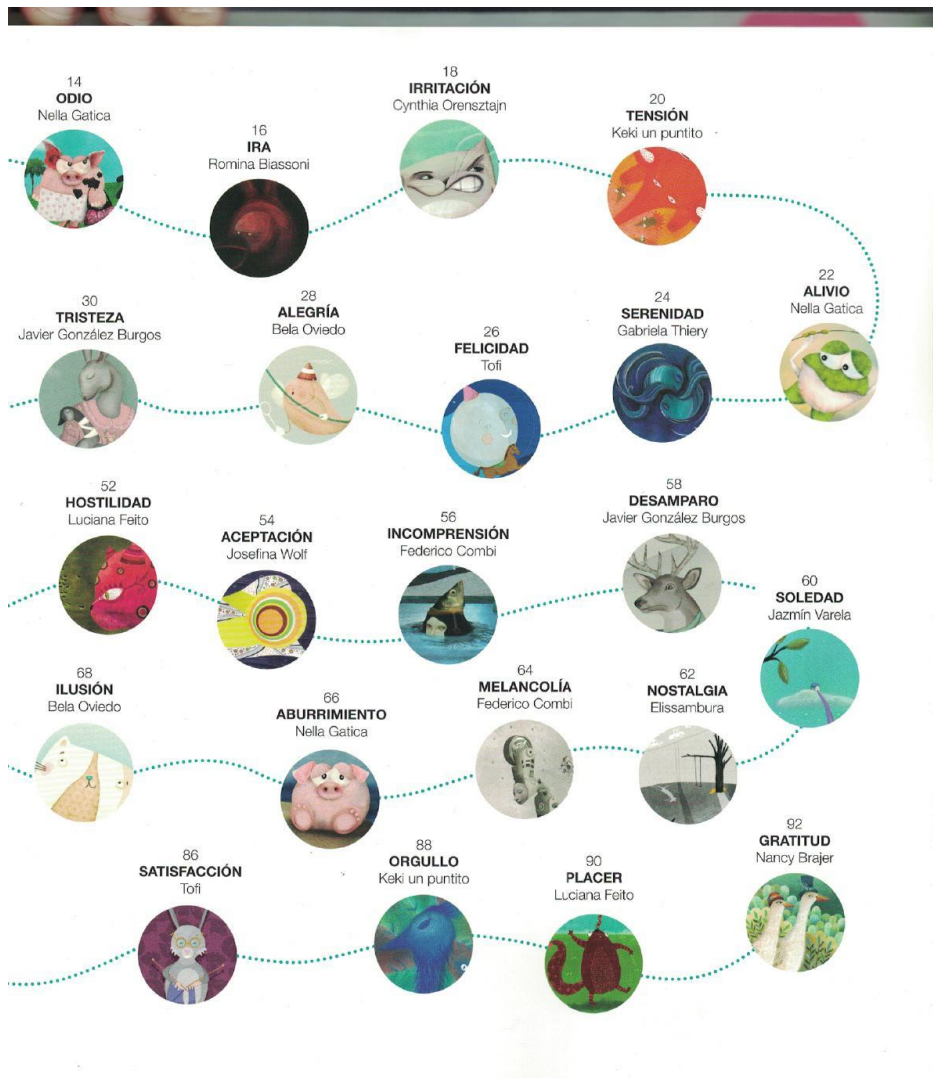 14
ODIO
Nella Gatica
16
IRA
Romina Biassoni
18
IRRITACIÓN
Cynthia Orensztajn
20
TENSIÓN
Keki un puntito
30
TRISTEZA
Javier González Burgos
28
ALEGRÍA
Bela Oviedo
26
FELICIDAD
Tofi
24
SERENIDAD
Gabriela Thiery
22
ALIVIO
Nella Gatica
52
HOSTILIDAD
Luciana Feito
54
ACEPTACIÓN
Josefina Wolf
56
INCOMPRENSIÓN
Federico Combi
58
DESAMPARO
Javier González Burgos
60
SOLEDAD
Jazmín Varela
68
ILUSIÓN
Bela Oviedo
66
ABURRIMIENTO
Nella Gatica
64
MELANCOLÍA
Federico Combi
62
NOSTALGIA
Elissambura
86
SATISFACCIÓN
Tofi
88
ORGULLO
Keki un puntito
90
PLACER
Luciana Feito
92
GRATITUD
Nancy Brajer